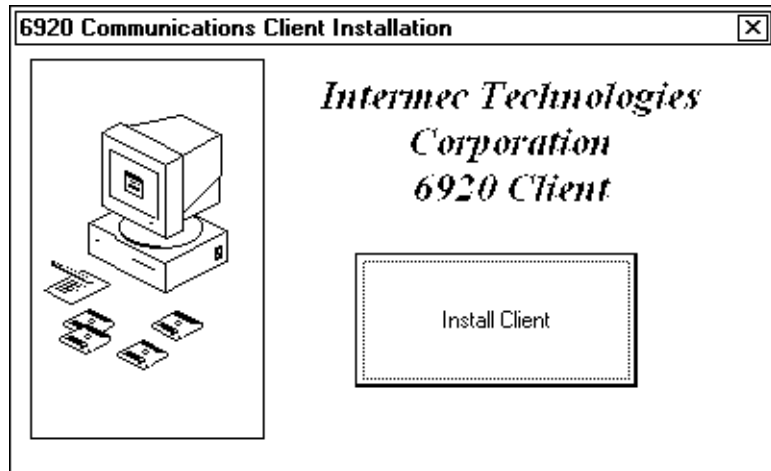 6920 Communications Client Installation
Intermec Technologies
Corporation
6920 Client
Install Client